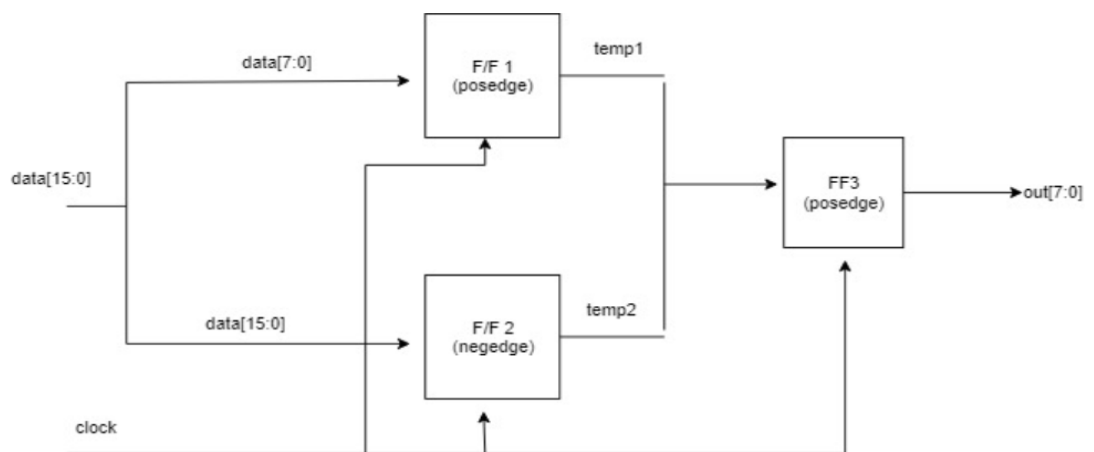 data[7:0]
F/F 1
(posedge)
temp1
data[15:0]
FF3
(posedge)
out[7:0]
data[15:0]
F/F 2
(negedge)
temp2
clock